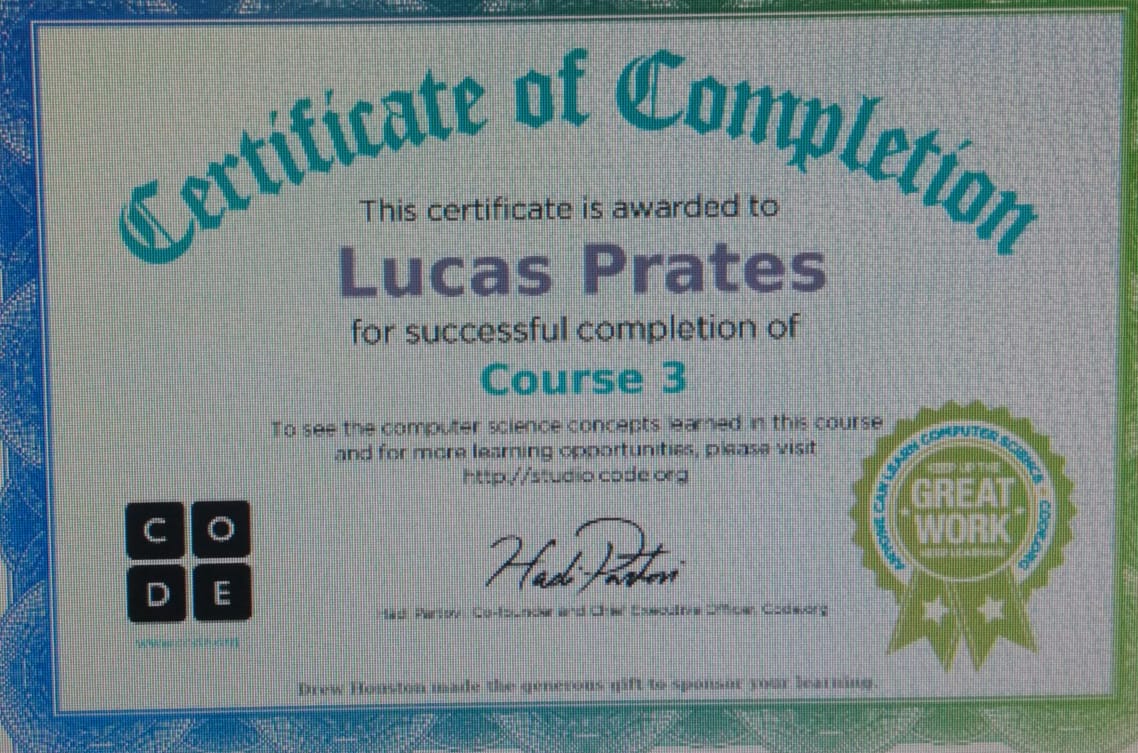 Certificate of Completion
This certificate is awarded to
Lucas Prates
for successful completion of
Course 3
To see the computer science concepts learned in this course
and for more learning opportunities, please visit
http://studio.code.org
C O
D E
www.code.org
Hadi Partovi
Hadi Partovi, Co-founder and Chief Executive Officer, Code.org
Drew Houston made the generous gift to sponsor your learning.
ANYONE CAN LEARN COMPUTER SCIENCE • CODE.ORG
KEEP UP THE
GREAT
WORK